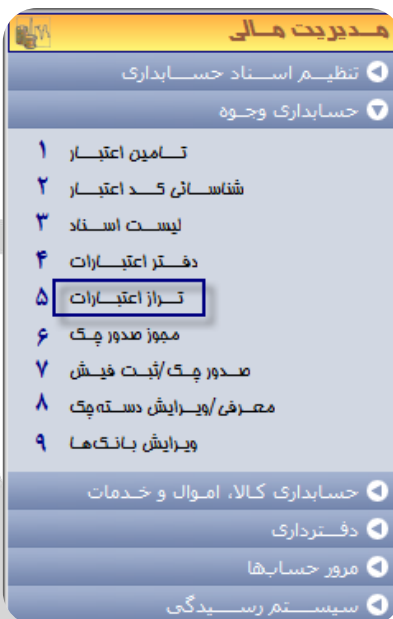 مدیریت مالی
تنظیم اسناد حسابداری
حسابداری وجوه
۱ تامین اعتبار
۲ شناسائی کد اعتبار
۳ لیست اسناد
۴ دفتر اعتبارات
۵ تراز اعتبارات
۶ مجوز صدور چک
۷ صدور چک/ثبت فیش
۸ معرفی/ویرایش دسته‌چک
۹ ویرایش بانک‌ها
حسابداری کالا، اموال و خدمات
دفترداری
مرور حساب‌ها
سیستم رسیدگی